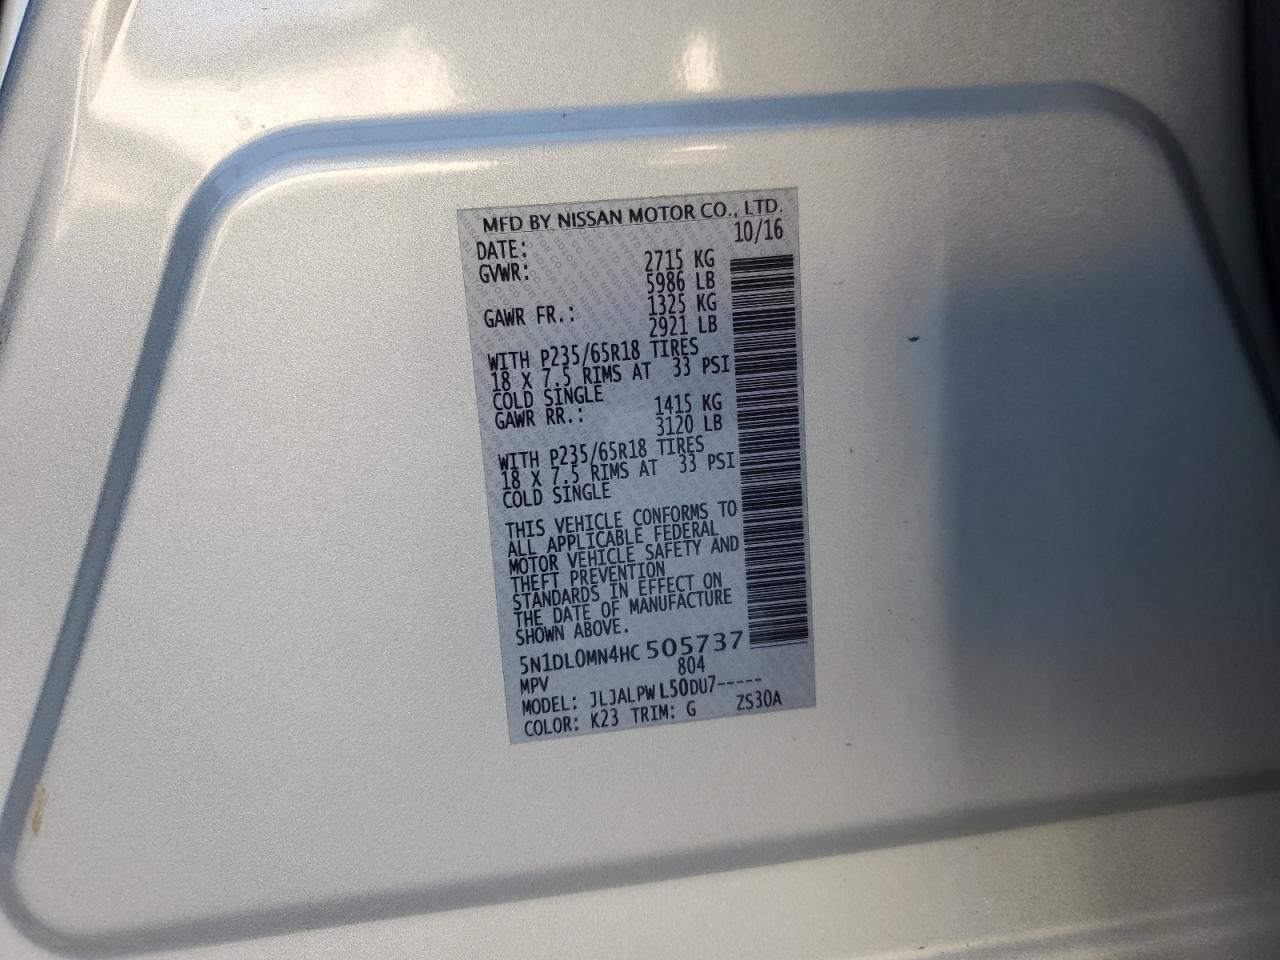 MFD BY NISSAN MOTOR CO., LTD.
DATE: 10/16
GVWR: 2715 KG
5986 LB
GAWR FR.: 1325 KG
2921 LB
WITH P235/65R18 TIRES
18 X 7.5 RIMS AT 33 PSI
COLD SINGLE
GAWR RR.: 1415 KG
3120 LB
WITH P235/65R18 TIRES
18 X 7.5 RIMS AT 33 PSI
COLD SINGLE
THIS VEHICLE CONFORMS TO
ALL APPLICABLE FEDERAL
MOTOR VEHICLE SAFETY AND
THEFT PREVENTION
STANDARDS IN EFFECT ON
THE DATE OF MANUFACTURE
SHOWN ABOVE.
5N1DL0MN4HC505737
MPV 804
MODEL: JLJALPWL50DU7-----
COLOR: K23 TRIM: G ZS30A